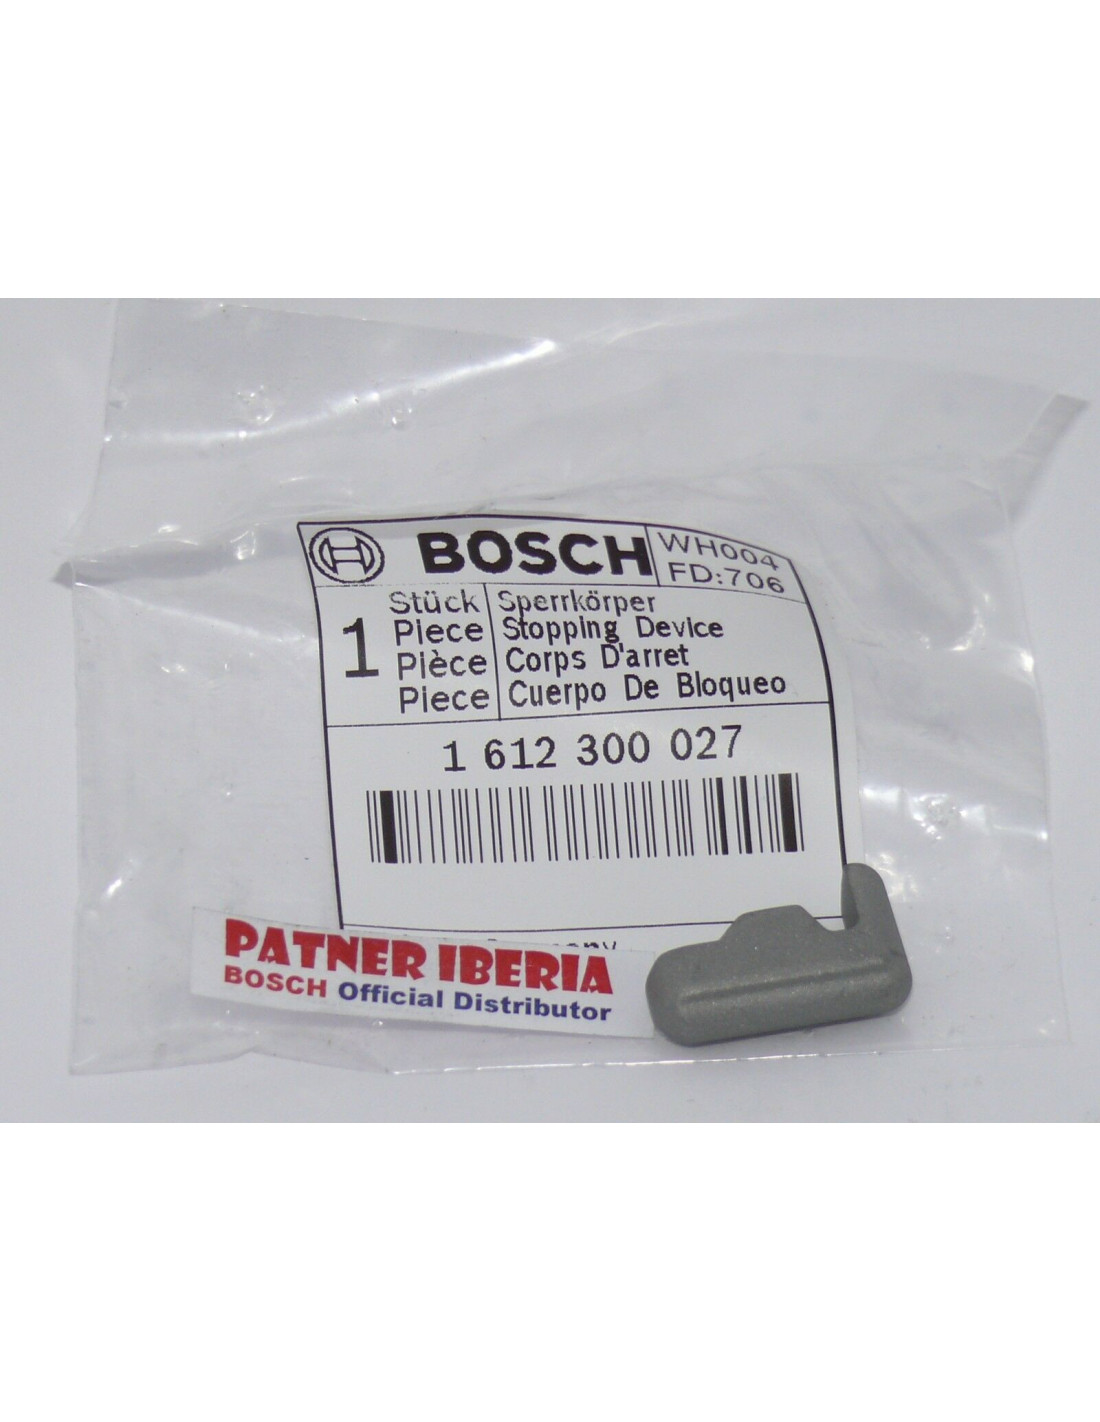 BOSCH
WH004
FD:706
1
Stück Sperrkörper
Piece Stopping Device
Pièce Corps D'arret
Piece Cuerpo De Bloqueo
1 612 300 027
PATNER IBERIA
BOSCH Official Distributor